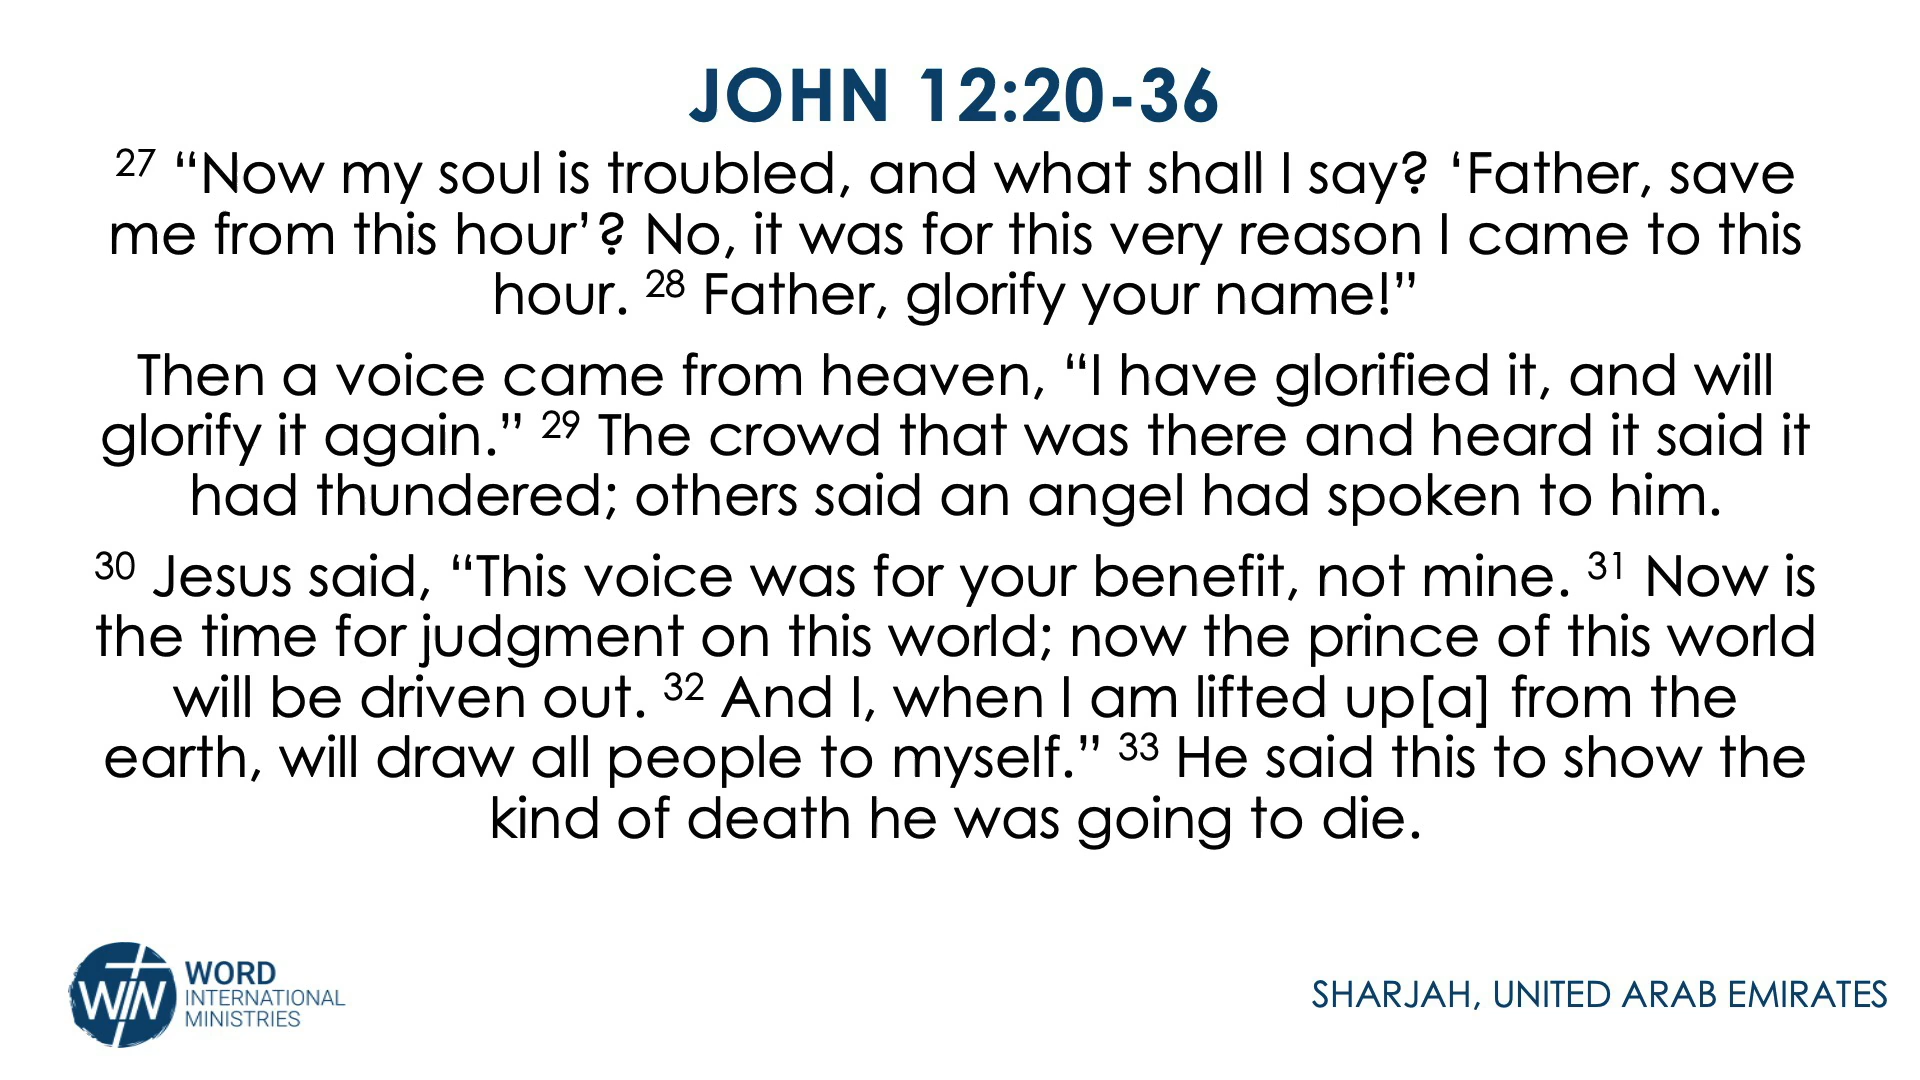 JOHN 12:20-36
27 “Now my soul is troubled, and what shall I say? ‘Father, save
me from this hour’? No, it was for this very reason I came to this
hour. 28 Father, glorify your name!”
Then a voice came from heaven, “I have glorified it, and will
glorify it again.” 29 The crowd that was there and heard it said it
had thundered; others said an angel had spoken to him.
30 Jesus said, “This voice was for your benefit, not mine. 31 Now is
the time for judgment on this world; now the prince of this world
will be driven out. 32 And I, when I am lifted up[a] from the
earth, will draw all people to myself.” 33 He said this to show the
kind of death he was going to die.
WIN
WORD
INTERNATIONAL
MINISTRIES
SHARJAH, UNITED ARAB EMIRATES